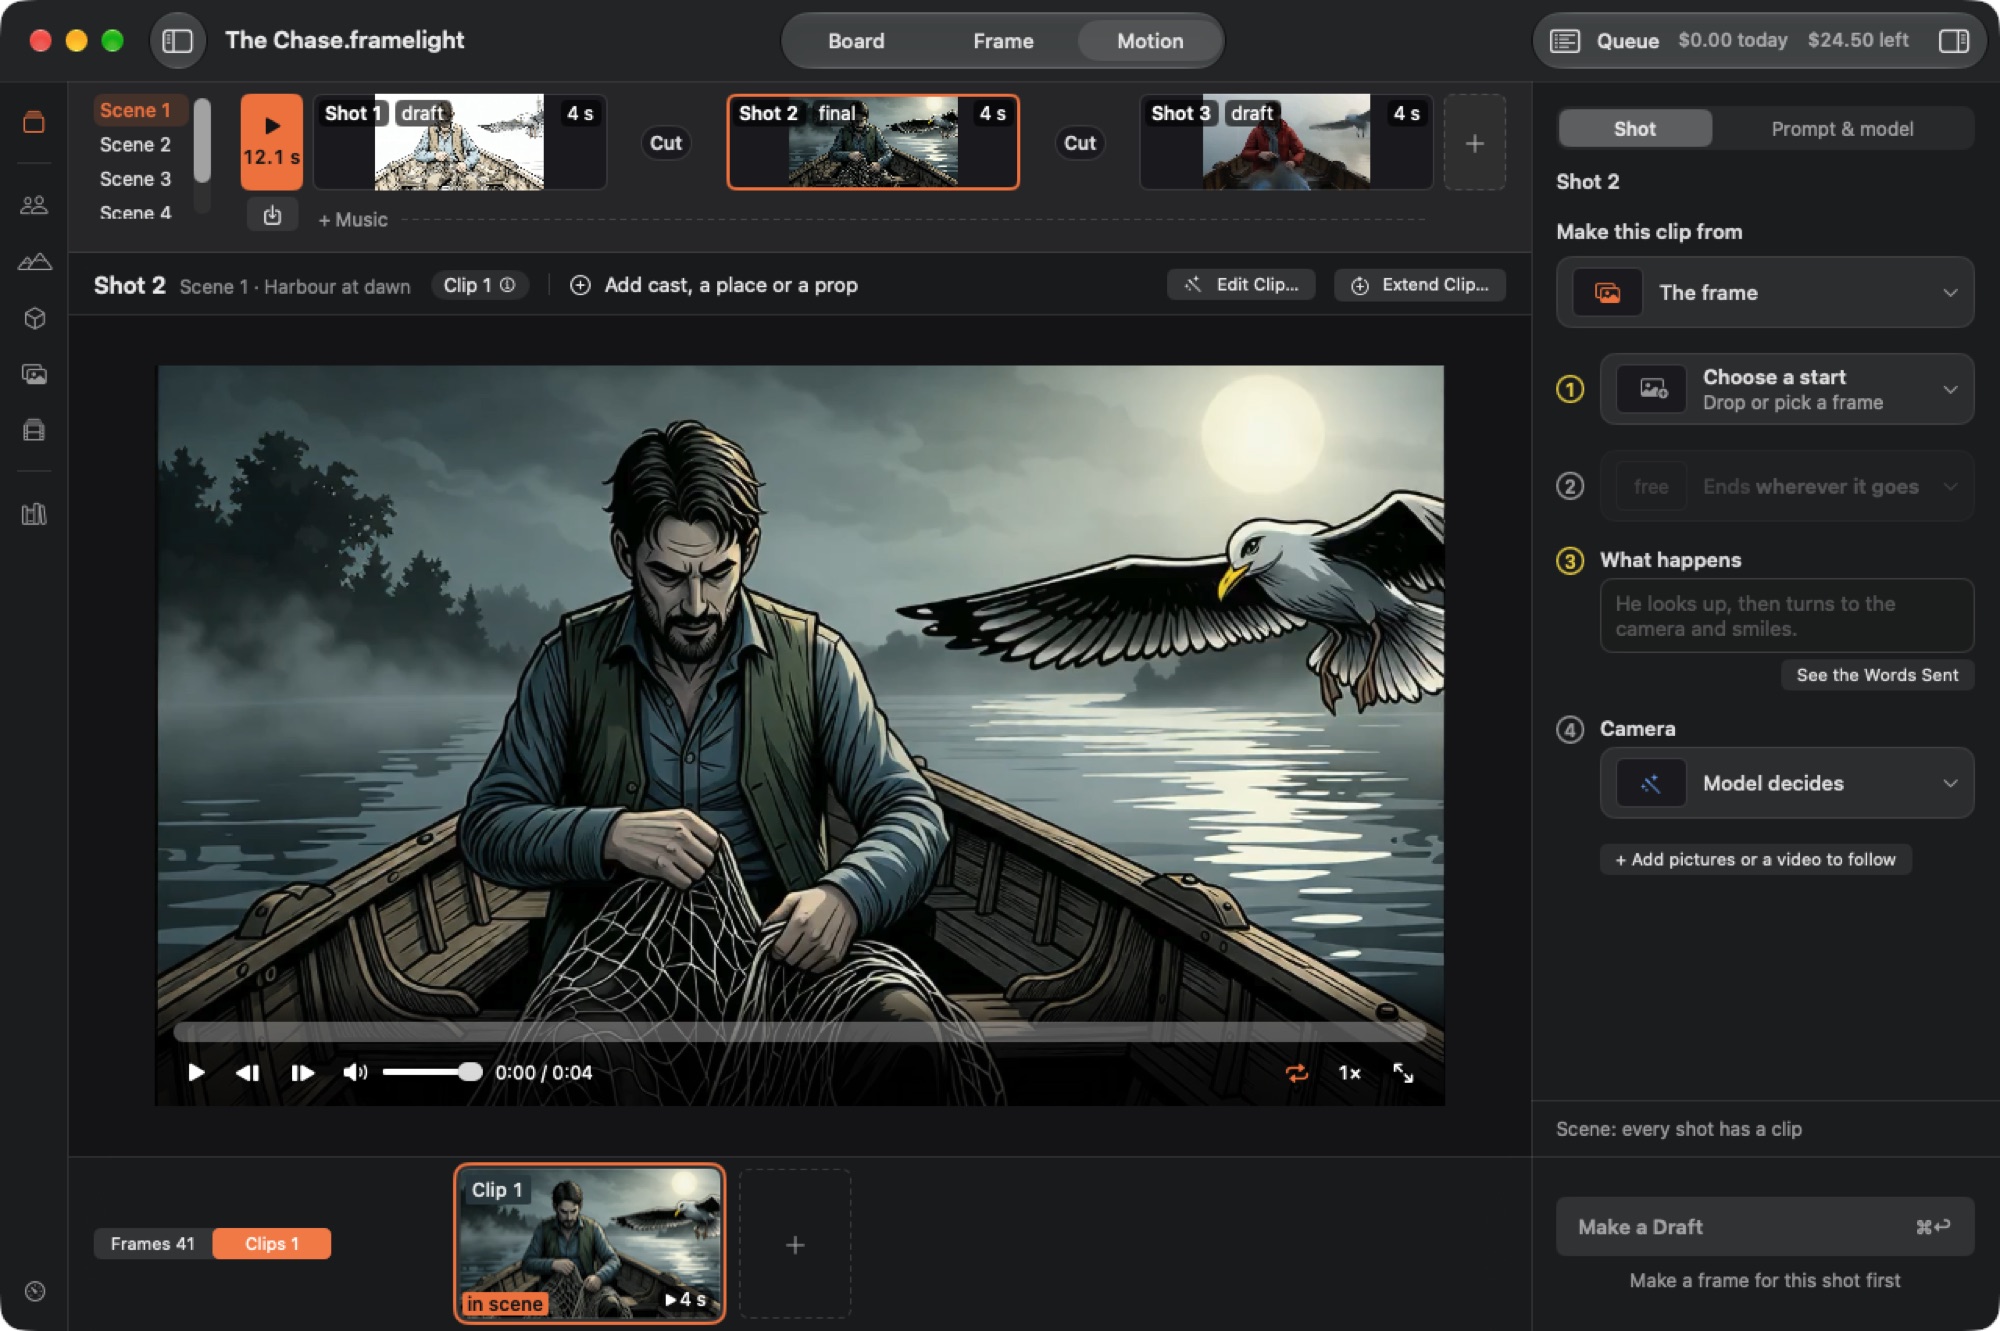 The Chase.framelight
Board
Frame
Motion
Queue
$0.00 today
$24.50 left
Scene 1
Scene 2
Scene 3
Scene 4
12.1 s
Shot 1
draft
4 s
Cut
Shot 2
final
4 s
Cut
Shot 3
draft
4 s
+
+ Music
Shot 2
Scene 1 · Harbour at dawn
Clip 1
Add cast, a place or a prop
Edit Clip...
Extend Clip...
0:00 / 0:04
1×
Frames 41
Clips 1
Clip 1
in scene
4 s
+
Shot
Prompt & model
Shot 2
Make this clip from
The frame
1
Choose a start
Drop or pick a frame
2
free
Ends wherever it goes
3
What happens
He looks up, then turns to the
camera and smiles.
See the Words Sent
4
Camera
Model decides
+ Add pictures or a video to follow
Scene: every shot has a clip
Make a Draft
⌘↩
Make a frame for this shot first